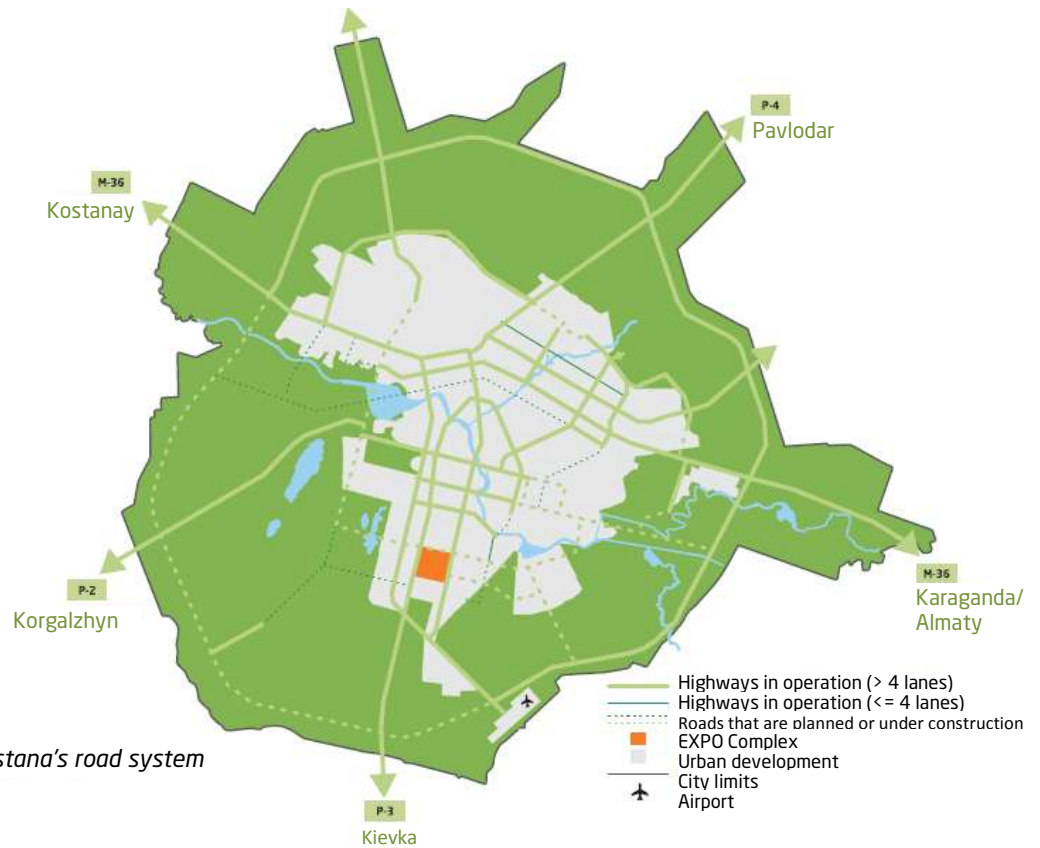 P-4
Pavlodar
M-36
Kostanay
P-2
Korgalzhyn
M-36
Karaganda/
Almaty
Highways in operation (> 4 lanes)
Highways in operation (<= 4 lanes)
Roads that are planned or under construction
EXPO Complex
Urban development
City limits
Airport
stana's road system
P-3
Kievka